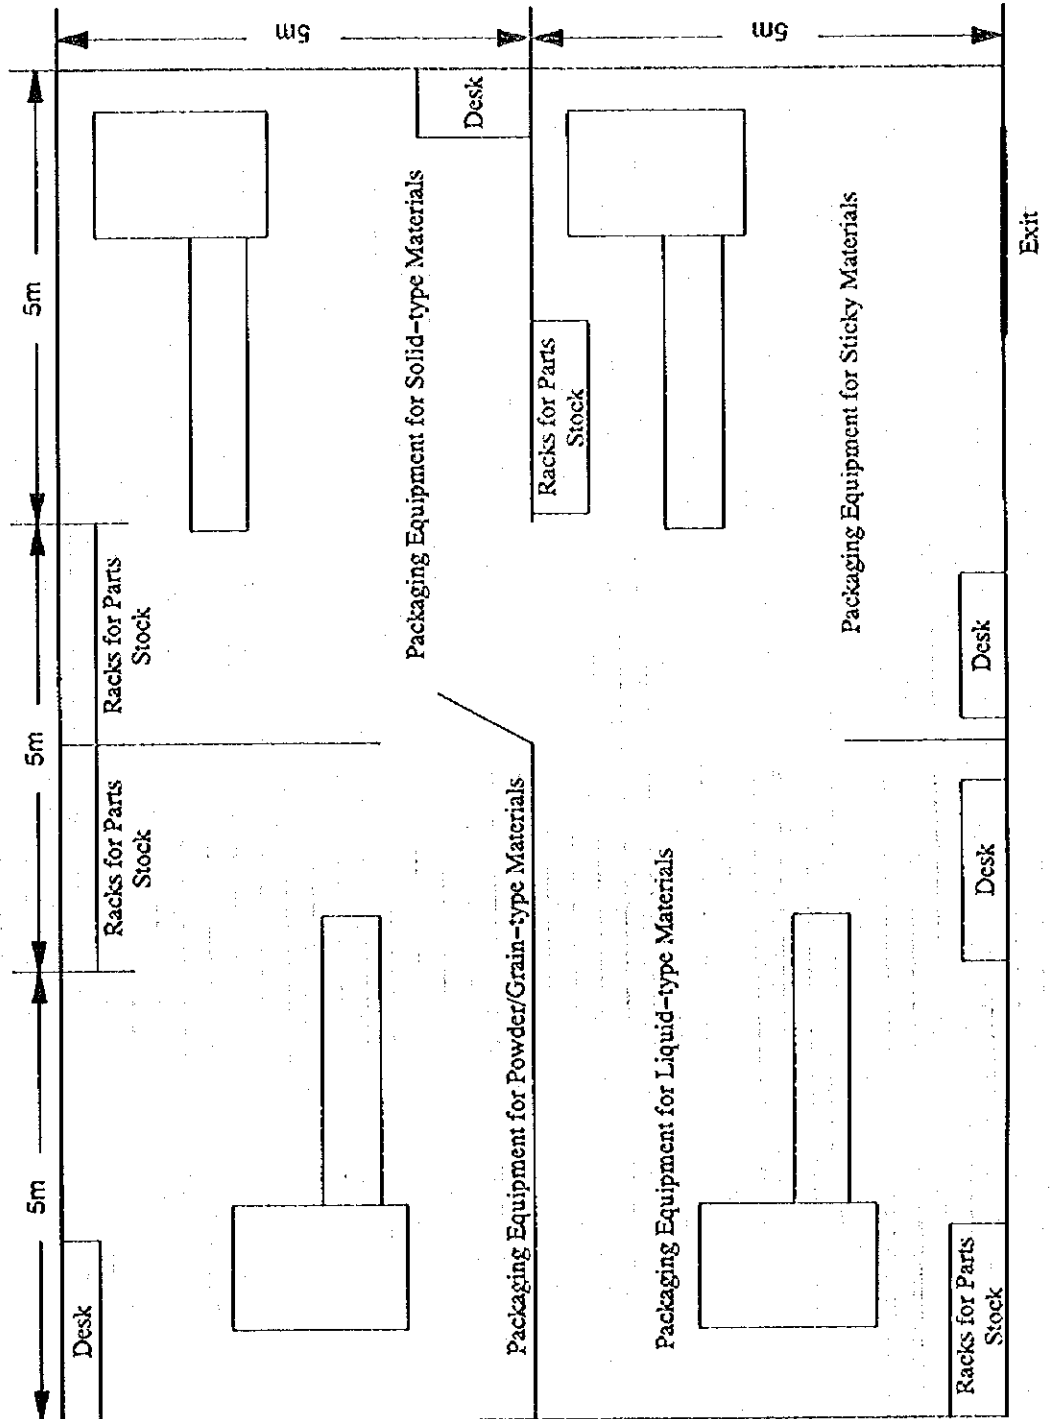 5m
5m
5m
5m
5m
Desk
Racks for Parts
Stock
Racks for Parts
Stock
Packaging Equipment for Powder/Grain-type Materials
Packaging Equipment for Solid-type Materials
Desk
Racks for Parts
Stock
Packaging Equipment for Liquid-type Materials
Packaging Equipment for Sticky Materials
Racks for Parts
Stock
Desk
Desk
Exit